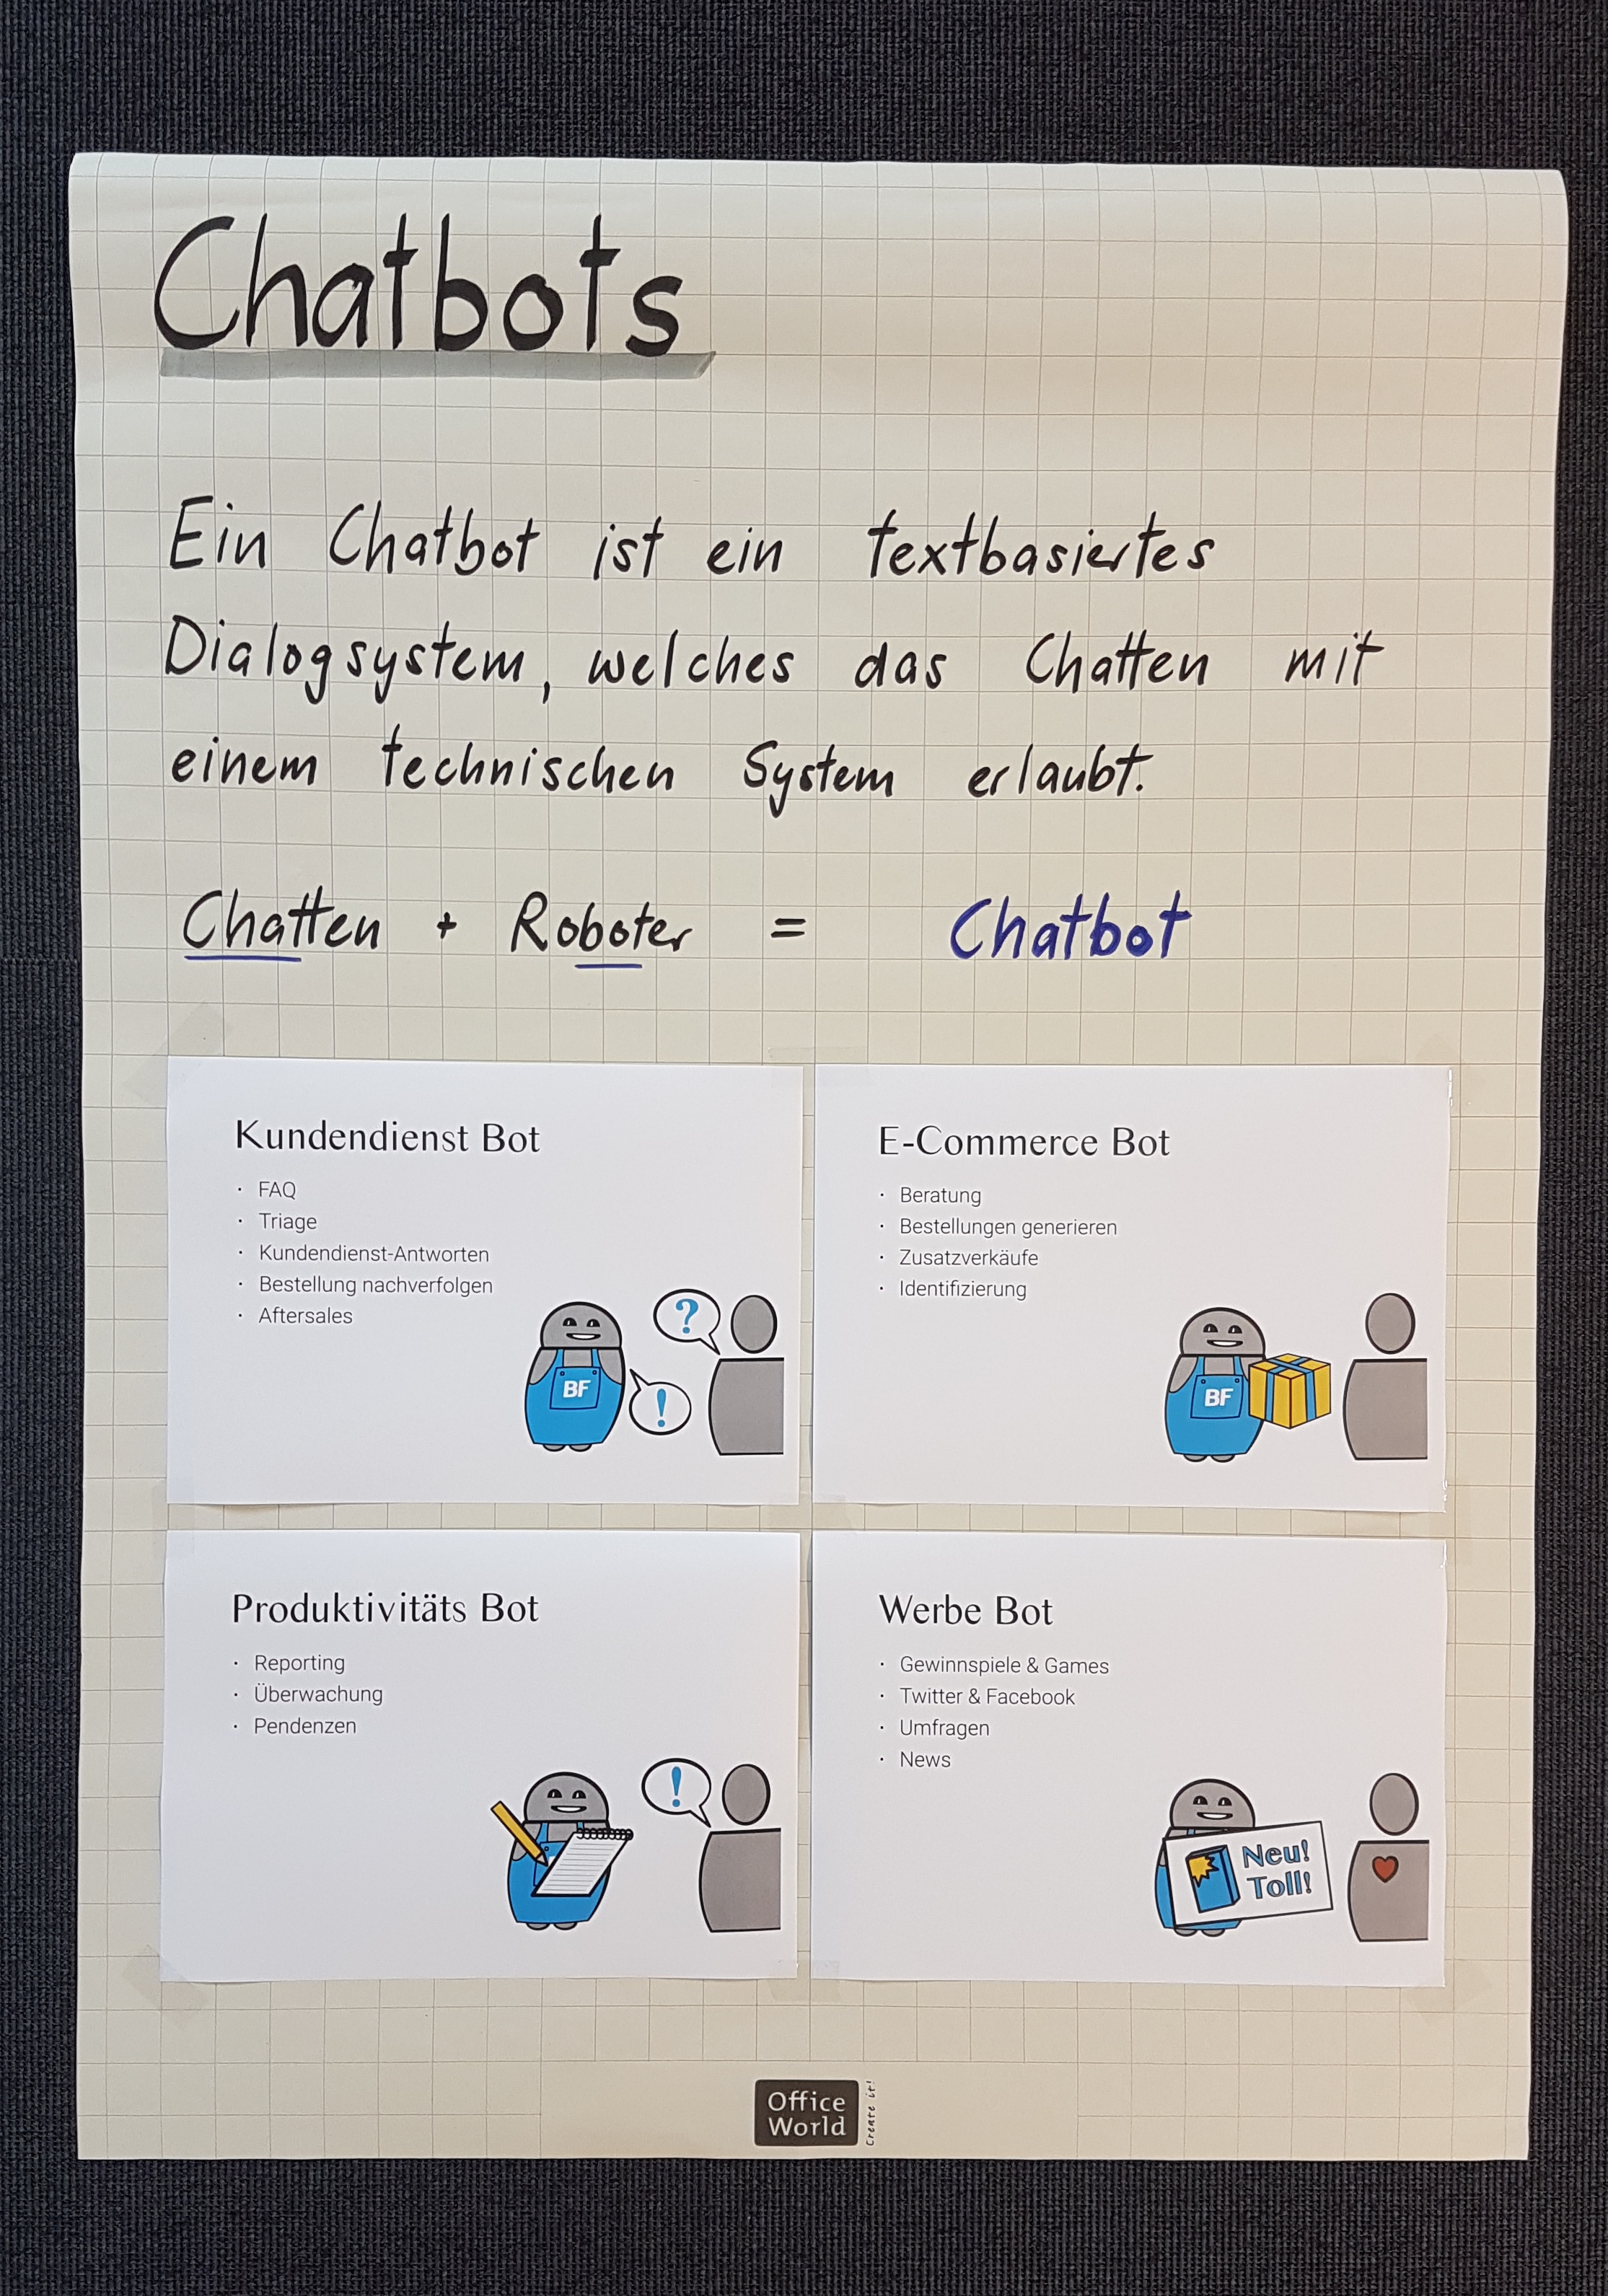 Chatbots
Ein Chatbot ist ein textbasiertes
Dialogsystem, welches das Chatten mit
einem technischen System erlaubt.
Chatten + Roboter = Chatbot
Kundendienst Bot
· FAQ
· Triage
· Kundendienst-Antworten
· Bestellung nachverfolgen
· Aftersales
?
!
BF
E-Commerce Bot
· Beratung
· Bestellungen generieren
· Zusatzverkäufe
· Identifizierung
BF
Produktivitäts Bot
· Reporting
· Überwachung
· Pendenzen
!
Werbe Bot
· Gewinnspiele & Games
· Twitter & Facebook
· Umfragen
· News
Neu!
Toll!
Office
World
Create it!